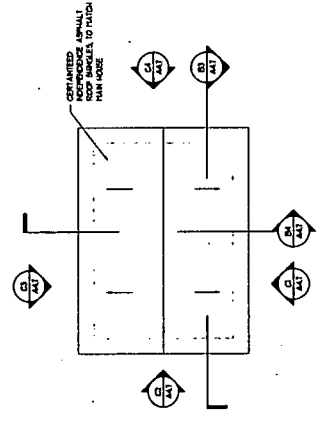 CERTAINTEED
INDEPENDENCE ASPHALT
ROOF SHINGLES, TO MATCH
MAIN HOUSE
C4
A4.7
B3
A4.7
C3
A4.7
B4
A4.7
C1
A4.7
C2
A4.7